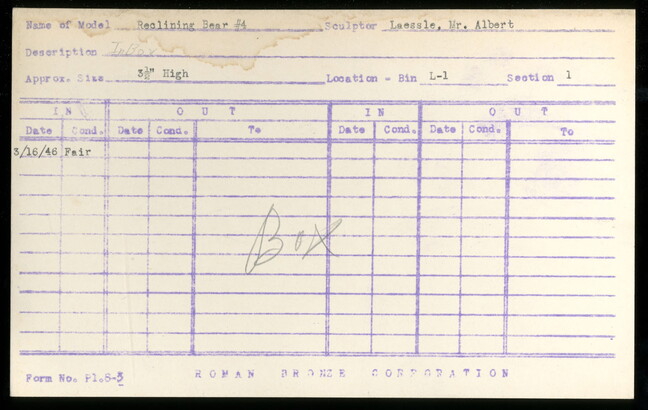 Name of Model Reclining Bear #4 Sculptor Laessle, Mr. Albert
Description In Box
Approx. Size 3½" High Location - Bin L-1 Section 1
IN OUT IN OUT
Date Cond. Date Cond. To Date Cond. Date Cond. To
3/16/46 Fair
Box
Form No. Pl.8-3 ROMAN BRONZE CORPORATION